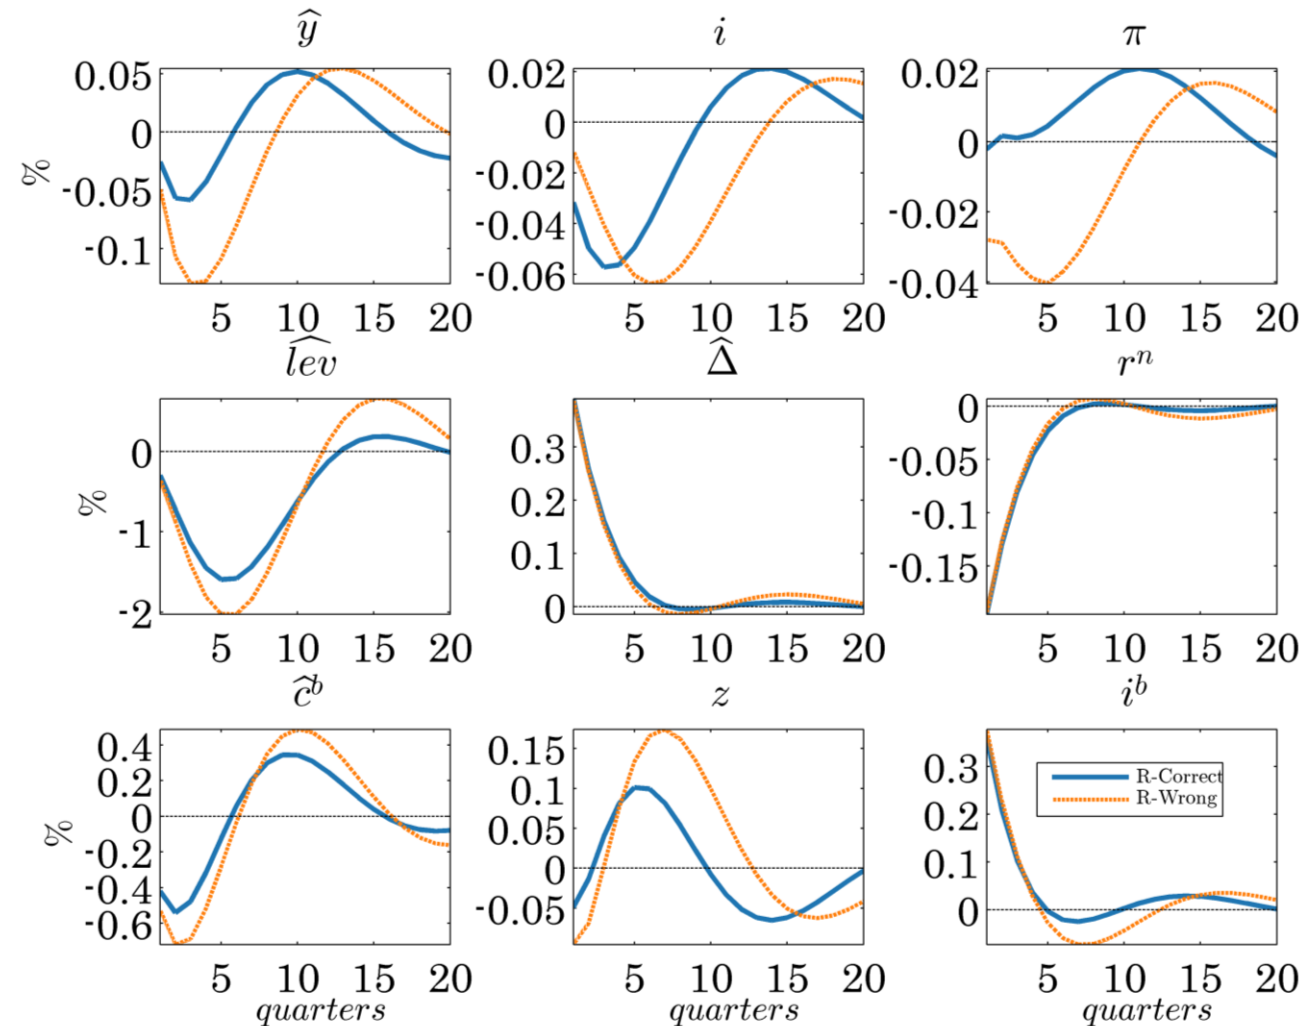 ŷ i π
0.05 0.02 0.02
0 0 0
% -0.05 -0.02 -0.02
-0.1 -0.04 -0.04
-0.06
5 10 15 20 5 10 15 20 5 10 15 20
l̂ev Δ̂ rⁿ
0 0.3 0
% -1 0.2 -0.05
-2 0.1 -0.1
0 -0.15
5 10 15 20 5 10 15 20 5 10 15 20
ĉᵇ z iᵇ
0.4 0.15 0.3
0.2 0.1 0.2
0 0.05 0.1
% -0.2 0 0
-0.4 -0.05
-0.6
R-Correct
R-Wrong
5 10 15 20 5 10 15 20 5 10 15 20
quarters quarters quarters